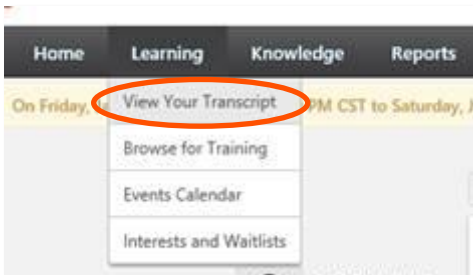 Home Learning Knowledge Reports
On Friday, PM CST to Saturday,
View Your Transcript
Browse for Training
Events Calendar
Interests and Waitlists